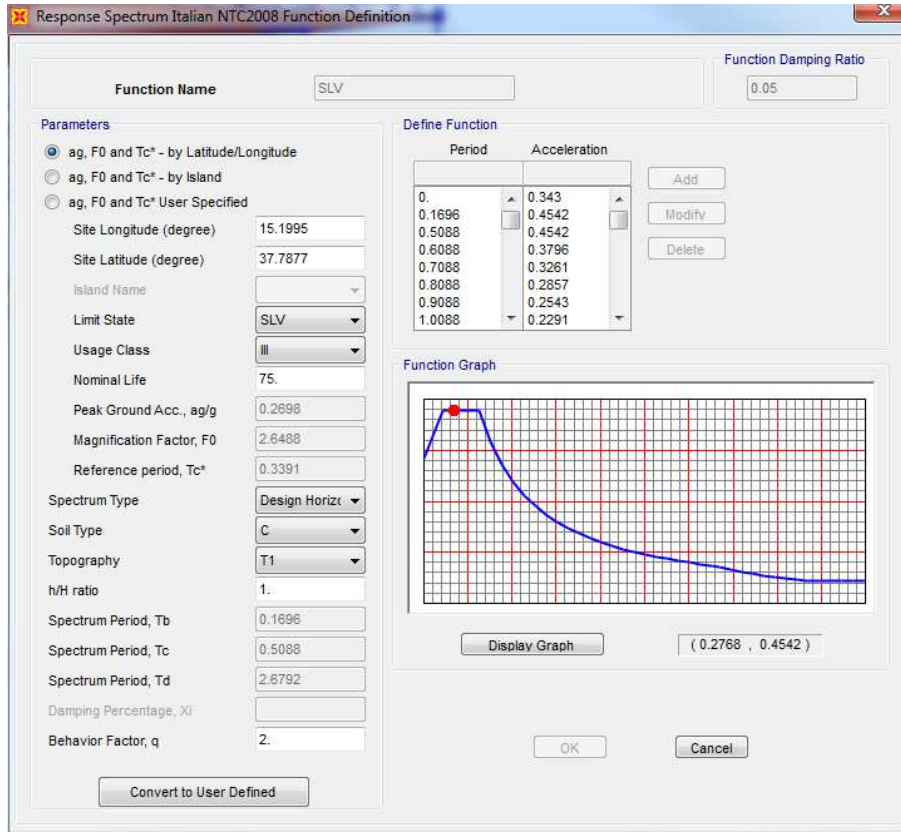 Response Spectrum Italian NTC2008 Function Definition
Function Damping Ratio
Function Name SLV 0.05
Parameters
ag, F0 and Tc* - by Latitude/Longitude
ag, F0 and Tc* - by Island
ag, F0 and Tc* User Specified
Site Longitude (degree) 15.1995
Site Latitude (degree) 37.7877
Island Name
Limit State SLV
Usage Class III
Nominal Life 75.
Peak Ground Acc., ag/g 0.2698
Magnification Factor, F0 2.6488
Reference period, Tc* 0.3391
Spectrum Type Design Horizo
Soil Type C
Topography T1
h/H ratio 1.
Spectrum Period, Tb 0.1696
Spectrum Period, Tc 0.5088
Spectrum Period, Td 2.6792
Damping Percentage, Xi
Behavior Factor, q 2.
Convert to User Defined
Define Function
Period Acceleration
0. 0.343
0.1696 0.4542
0.5088 0.4542
0.6088 0.3796
0.7088 0.3261
0.8088 0.2857
0.9088 0.2543
1.0088 0.2291
Add
Modify
Delete
Function Graph
Display Graph (0.2768 , 0.4542 )
OK Cancel